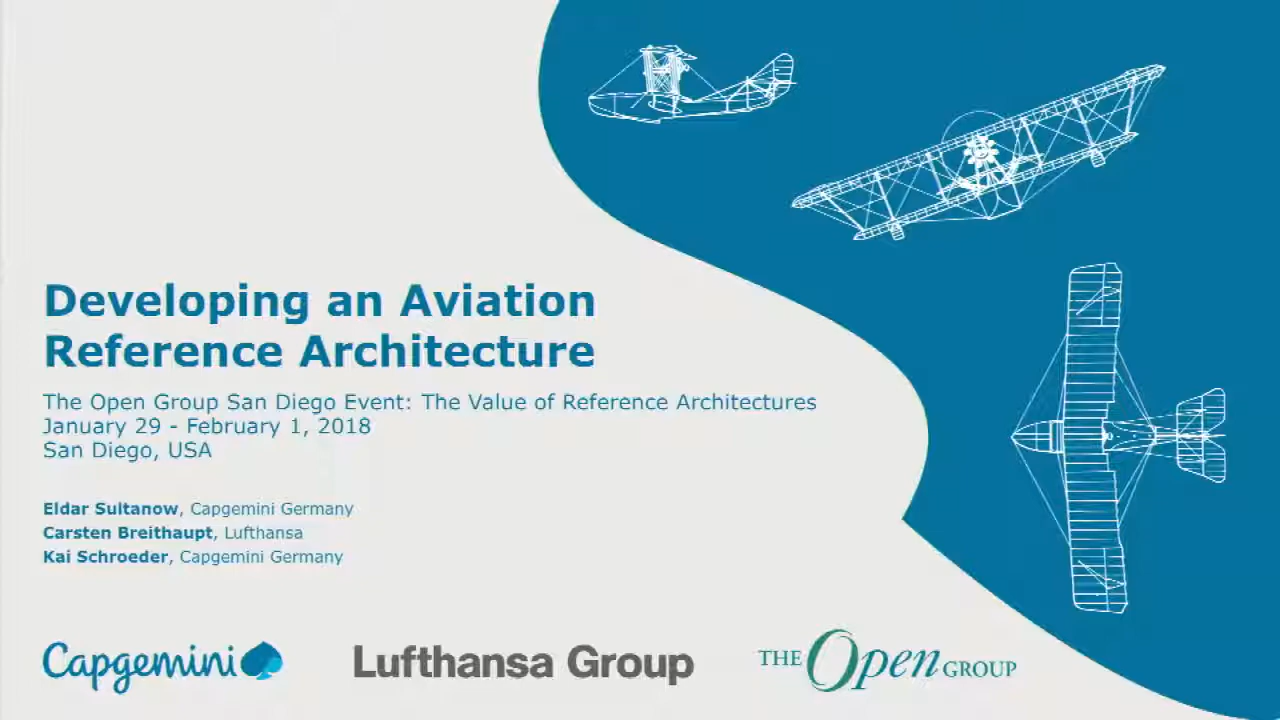 Developing an Aviation
Reference Architecture
The Open Group San Diego Event: The Value of Reference Architectures
January 29 - February 1, 2018
San Diego, USA
Eldar Sultanow, Capgemini Germany
Carsten Breithaupt, Lufthansa
Kai Schroeder, Capgemini Germany
Capgemini
Lufthansa Group
THE Open GROUP